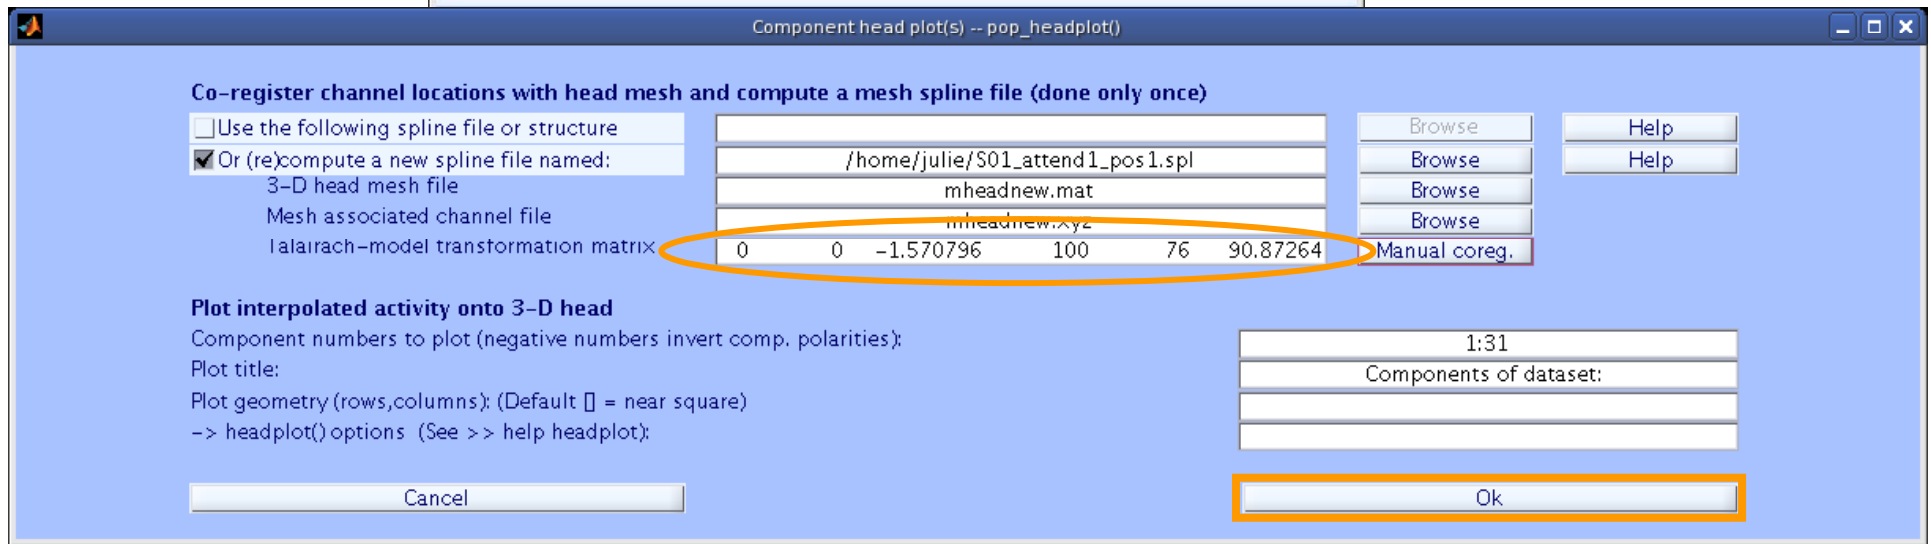 Component head plot(s) -- pop_headplot()
Co-register channel locations with head mesh and compute a mesh spline file (done only once)
Use the following spline file or structure Browse Help
Or (re)compute a new spline file named: /home/julie/S01_attend1_pos1.spl Browse Help
3-D head mesh file mheadnew.mat Browse
Mesh associated channel file mheadnew.xyz Browse
Talairach-model transformation matrix 0 0 -1.570796 100 76 90.87264 Manual coreg.
Plot interpolated activity onto 3-D head
Component numbers to plot (negative numbers invert comp. polarities): 1:31
Plot title: Components of dataset:
Plot geometry (rows,columns): (Default [] = near square)
-> headplot() options (See >> help headplot):
Cancel Ok